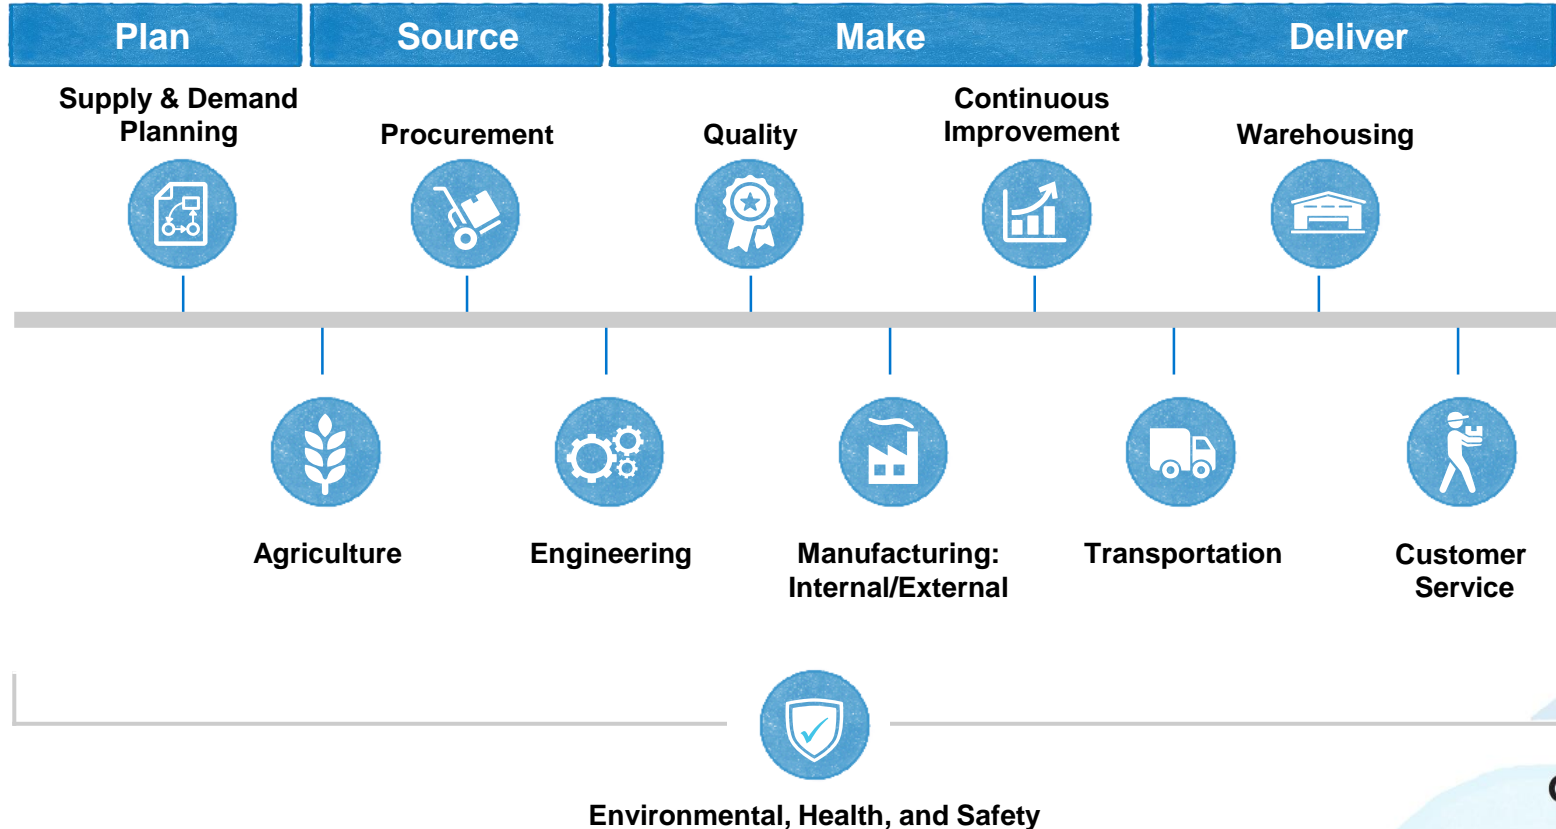 Plan
Source
Make
Deliver
Supply & Demand
Planning
Procurement
Quality
Continuous
Improvement
Warehousing
Agriculture
Engineering
Manufacturing:
Internal/External
Transportation
Customer
Service
Environmental, Health, and Safety